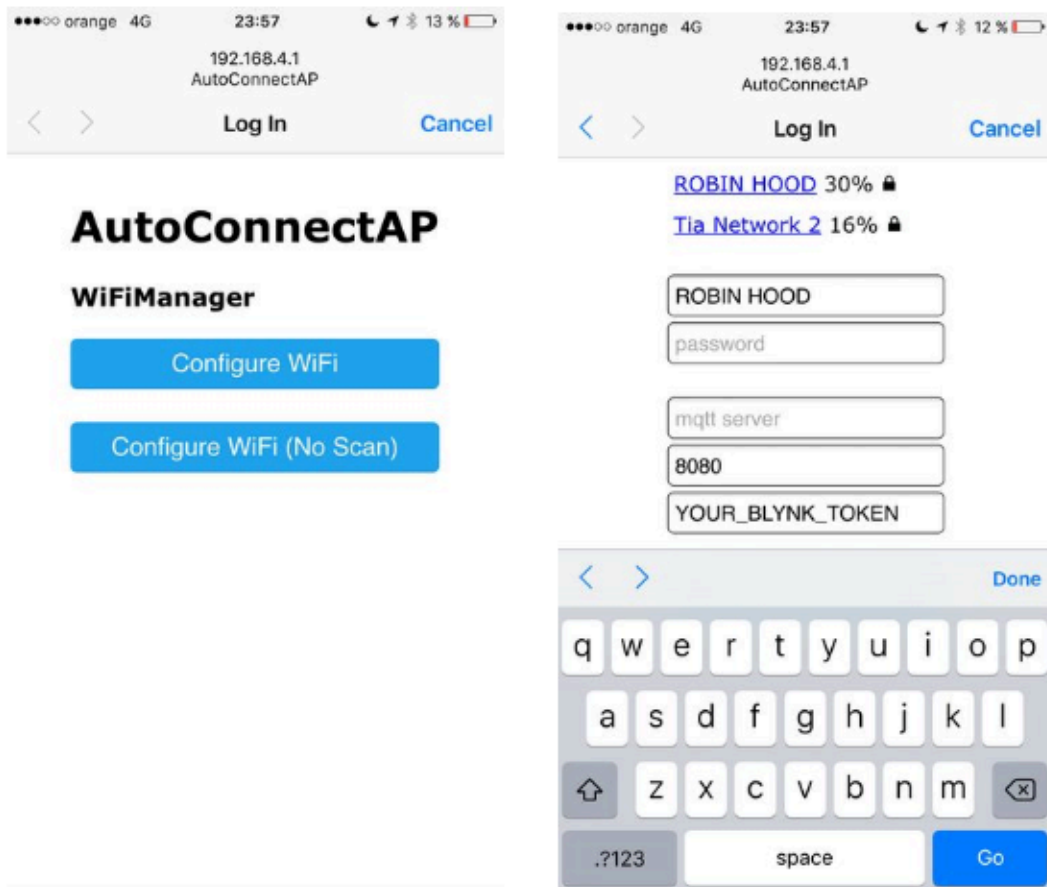 orange 4G 23:57 13 %
192.168.4.1
AutoConnectAP
Log In Cancel
AutoConnectAP
WiFiManager
Configure WiFi
Configure WiFi (No Scan)
orange 4G 23:57 12 %
192.168.4.1
AutoConnectAP
Log In Cancel
ROBIN HOOD 30%
Tia Network 2 16%
ROBIN HOOD
password
mqtt server
8080
YOUR_BLYNK_TOKEN
Done
q w e r t y u i o p
a s d f g h j k l
z x c v b n m
.?123 space Go